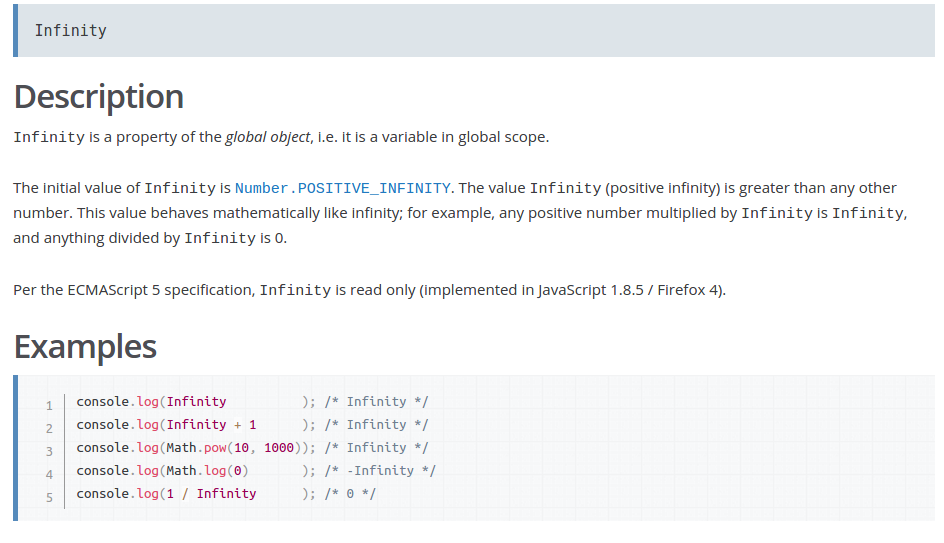 Infinity
Description
Infinity is a property of the global object, i.e. it is a variable in global scope.
The initial value of Infinity is Number.POSITIVE_INFINITY. The value Infinity (positive infinity) is greater than any other
number. This value behaves mathematically like infinity; for example, any positive number multiplied by Infinity is Infinity,
and anything divided by Infinity is 0.
Per the ECMAScript 5 specification, Infinity is read only (implemented in JavaScript 1.8.5 / Firefox 4).
Examples
1 console.log(Infinity          ); /* Infinity */
2 console.log(Infinity + 1      ); /* Infinity */
3 console.log(Math.pow(10, 1000)); /* Infinity */
4 console.log(Math.log(0)       ); /* -Infinity */
5 console.log(1 / Infinity      ); /* 0 */